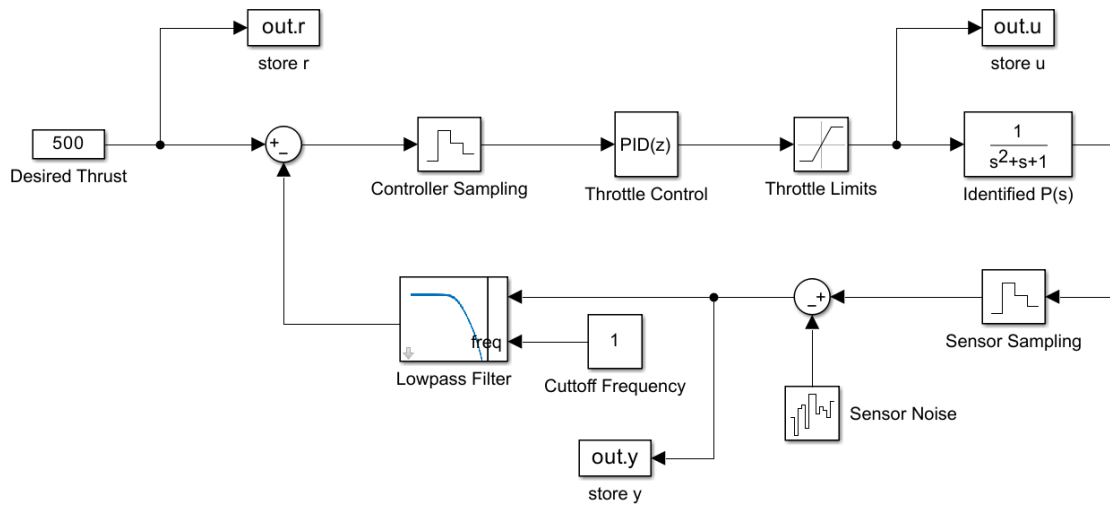 out.r
store r
out.u
store u
500
Desired Thrust
+
−
Controller Sampling
PID(z)
Throttle Control
Throttle Limits
1
s²+s+1
Identified P(s)
freq
Lowpass Filter
1
Cuttoff Frequency
−
+
Sensor Sampling
Sensor Noise
out.y
store y